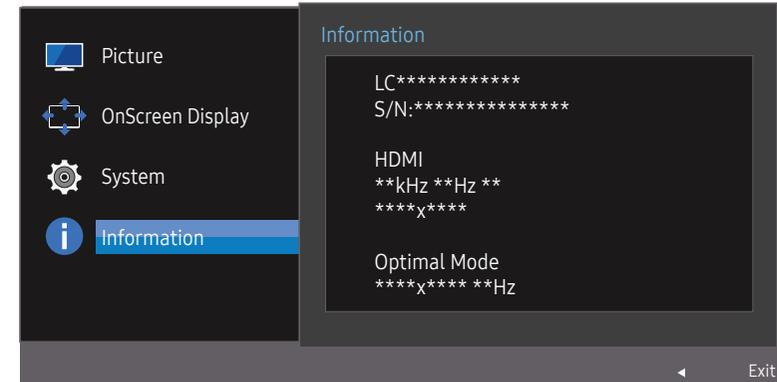 Picture
OnScreen Display
System
Information
Information
LC************
S/N:***************
HDMI
**kHz **Hz **
****x****
Optimal Mode
****x**** **Hz
Exit